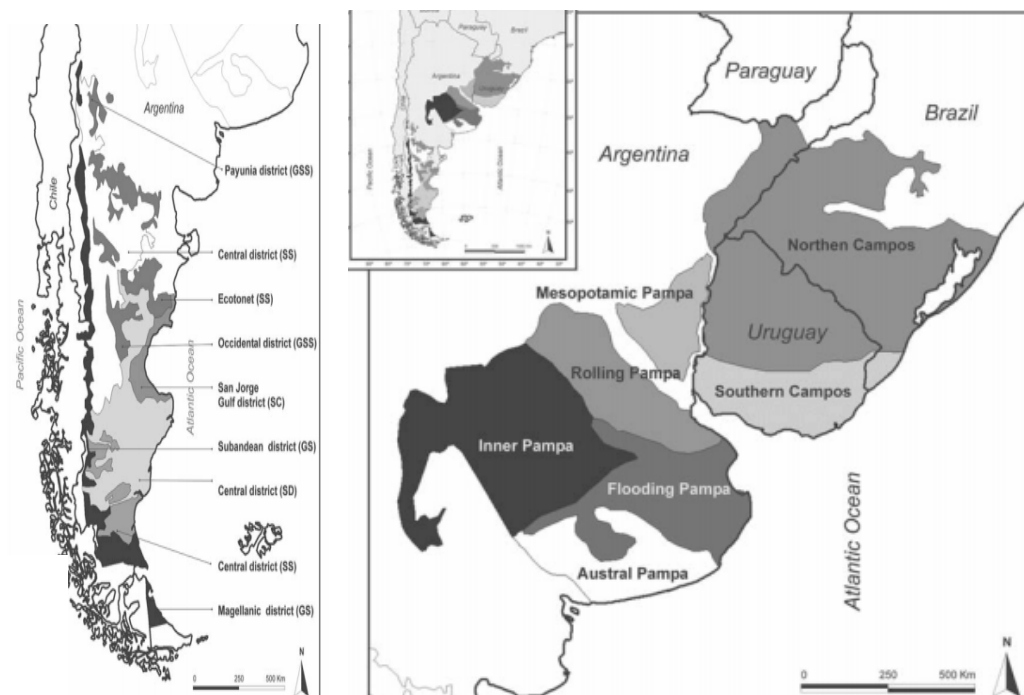 Argentina
Chile
Pacific Ocean
Atlantic Ocean
Payunia district (GSS)
Central district (SS)
Ecotonet (SS)
Occidental district (GSS)
San Jorge
Gulf district (SC)
Subandean district (GS)
Central district (SD)
Central district (SS)
Magellanic district (GS)
N
0 250 500 Km
Paraguay
Brazil
Argentina
Uruguay
Pacific Ocean
Atlantic Ocean
Paraguay
Brazil
Argentina
Northen Campos
Mesopotamic Pampa
Uruguay
Rolling Pampa
Southern Campos
Inner Pampa
Flooding Pampa
Austral Pampa
Atlantic Ocean
N
0 250 500 Km